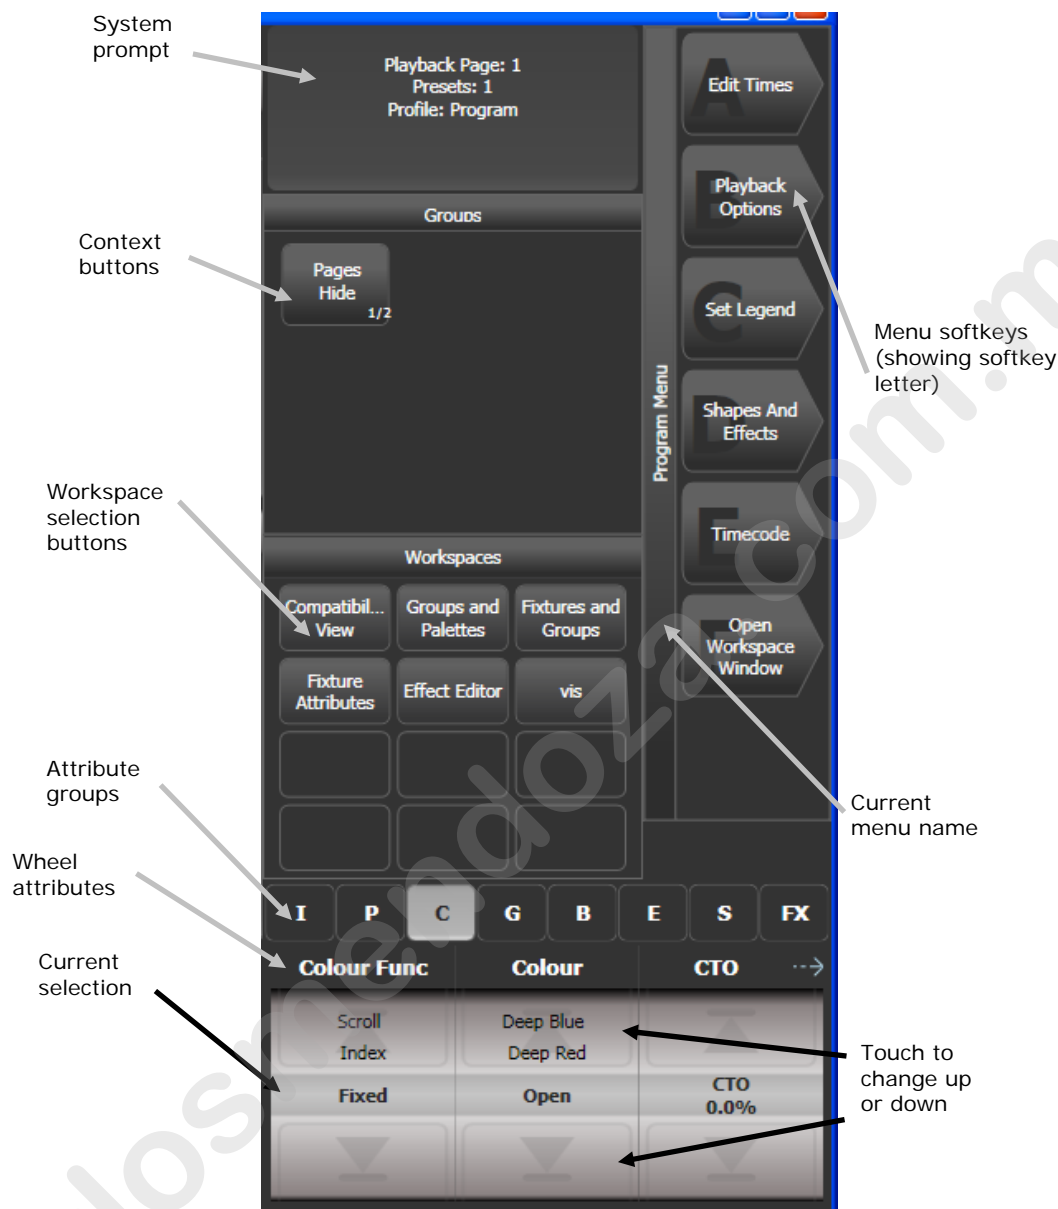 System
prompt
Playback Page: 1
Presets: 1
Profile: Program
A
Edit Times
B
Playback
Options
Groups
Context
buttons
Pages
Hide
1/2
C
Set Legend
Menu softkeys
(showing softkey
letter)
Program Menu
D
Shapes And
Effects
Workspace
selection
buttons
E
Timecode
Workspaces
Compatibil...
View
Groups and
Palettes
Fixtures and
Groups
F
Open
Workspace
Window
Fixture
Attributes
Effect Editor
vis
Attribute
groups
Current
menu name
Wheel
attributes
I P C G B E S FX
Current
selection
Colour Func
Colour
CTO
Scroll
Index
Fixed
Deep Blue
Deep Red
Open
CTO
0.0%
Touch to
change up
or down
losmendoza.com.m